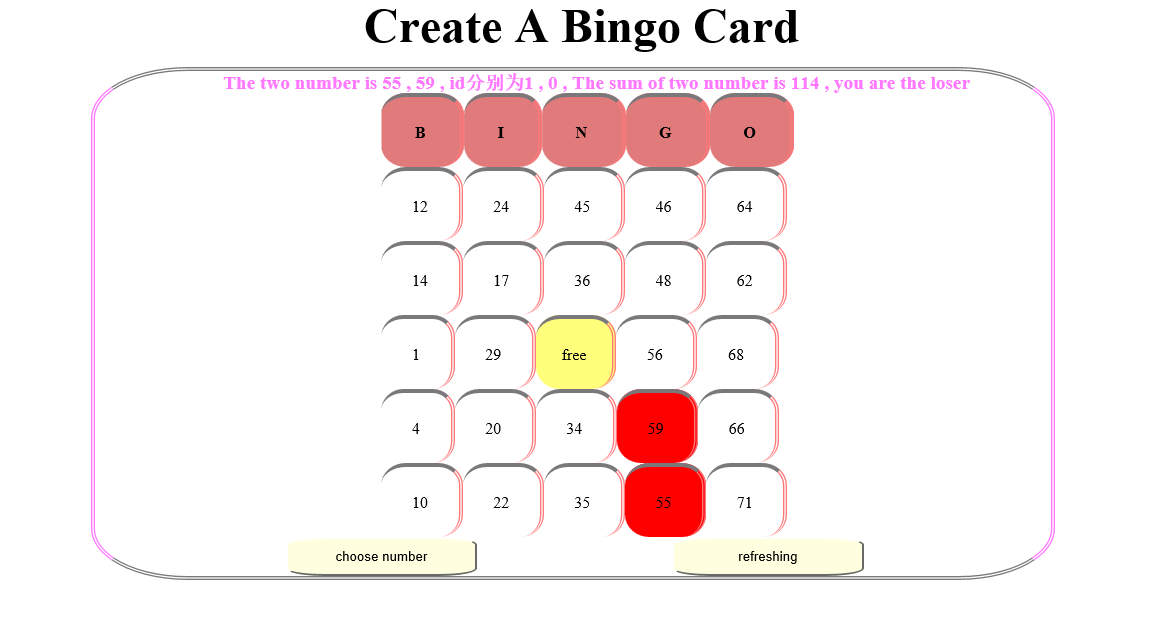 Create A Bingo Card
The two number is 55 , 59 , id分别为1 , 0 , The sum of two number is 114 , you are the loser
B I N G O
12 24 45 46 64
14 17 36 48 62
1 29 free 56 68
4 20 34 59 66
10 22 35 55 71
choose number refreshing